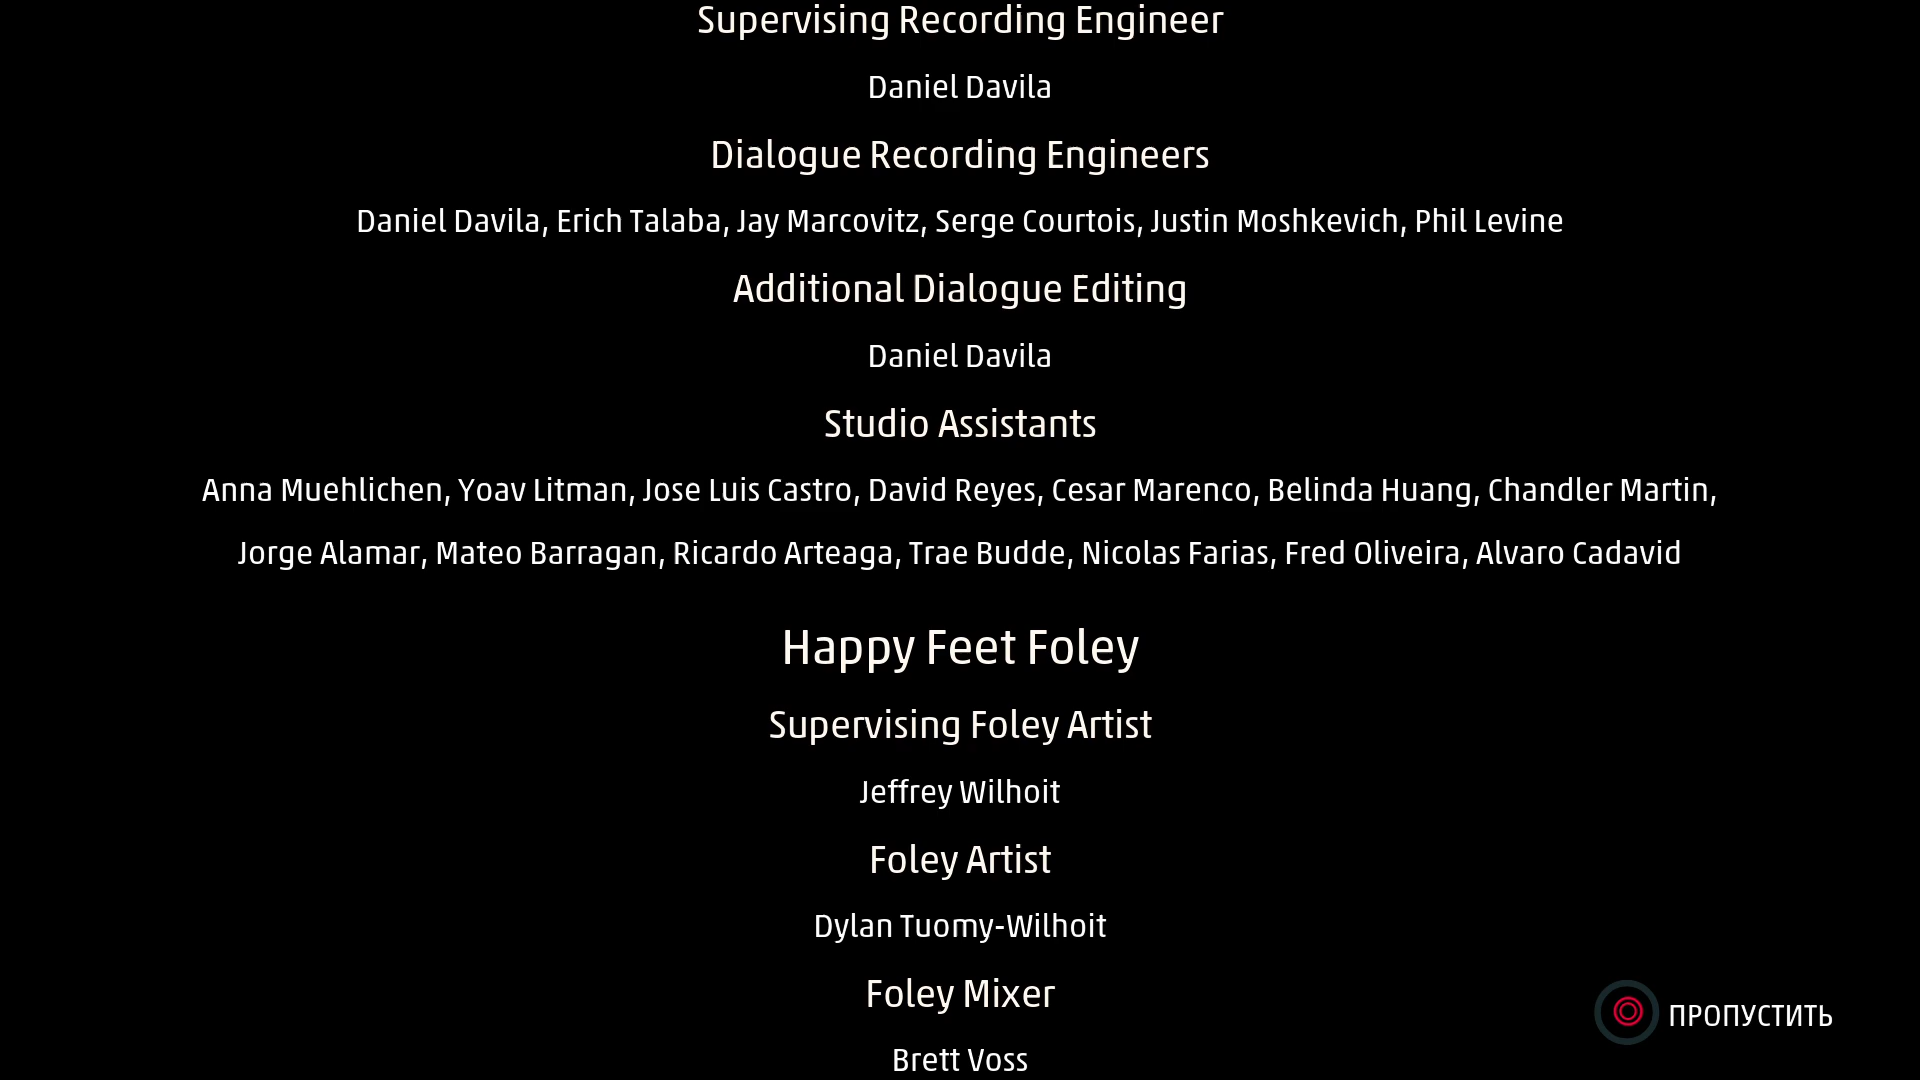 Supervising Recording Engineer
Daniel Davila
Dialogue Recording Engineers
Daniel Davila, Erich Talaba, Jay Marcovitz, Serge Courtois, Justin Moshkevich, Phil Levine
Additional Dialogue Editing
Daniel Davila
Studio Assistants
Anna Muehlichen, Yoav Litman, Jose Luis Castro, David Reyes, Cesar Marenco, Belinda Huang, Chandler Martin,
Jorge Alamar, Mateo Barragan, Ricardo Arteaga, Trae Budde, Nicolas Farias, Fred Oliveira, Alvaro Cadavid
Happy Feet Foley
Supervising Foley Artist
Jeffrey Wilhoit
Foley Artist
Dylan Tuomy-Wilhoit
Foley Mixer
Brett Voss
ПРОПУСТИТЬ